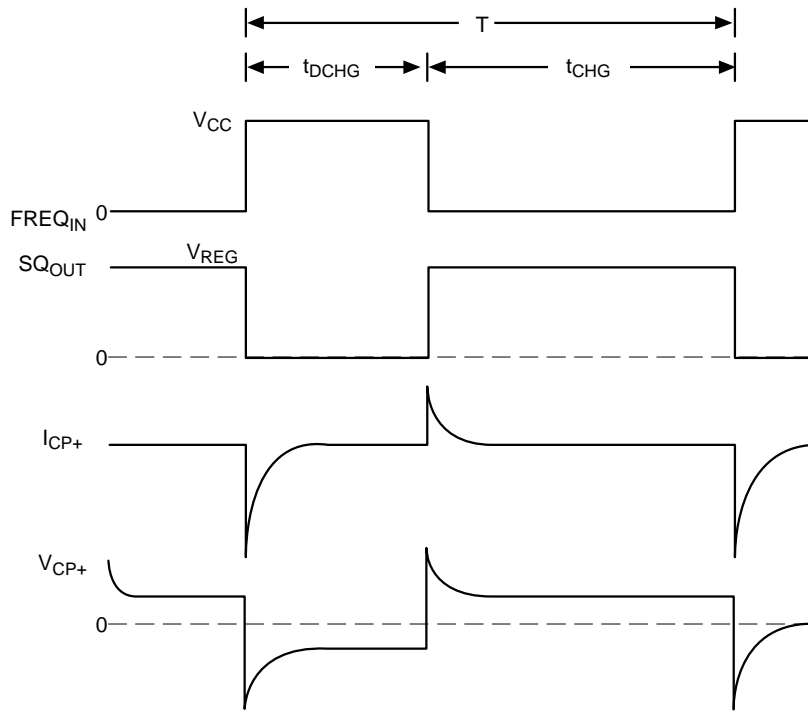 T
tDCHG
tCHG
VCC
0
FREQIN
VREG
SQOUT
0
ICP+
VCP+
0